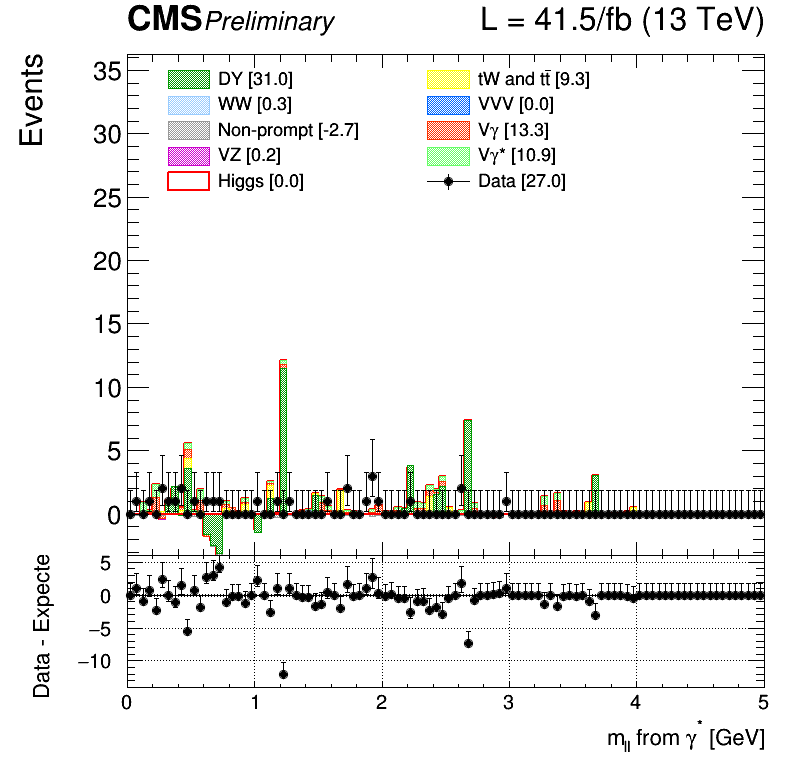 CMS Preliminary L = 41.5/fb (13 TeV)
Events
35
30
25
20
15
10
5
0
DY [31.0]
WW [0.3]
Non-prompt [-2.7]
VZ [0.2]
Higgs [0.0]
tW and tt̄ [9.3]
VVV [0.0]
Vγ [13.3]
Vγ* [10.9]
Data [27.0]
Data - Expecte
5
0
−5
−10
0 1 2 3 4 5
m_ll from γ* [GeV]